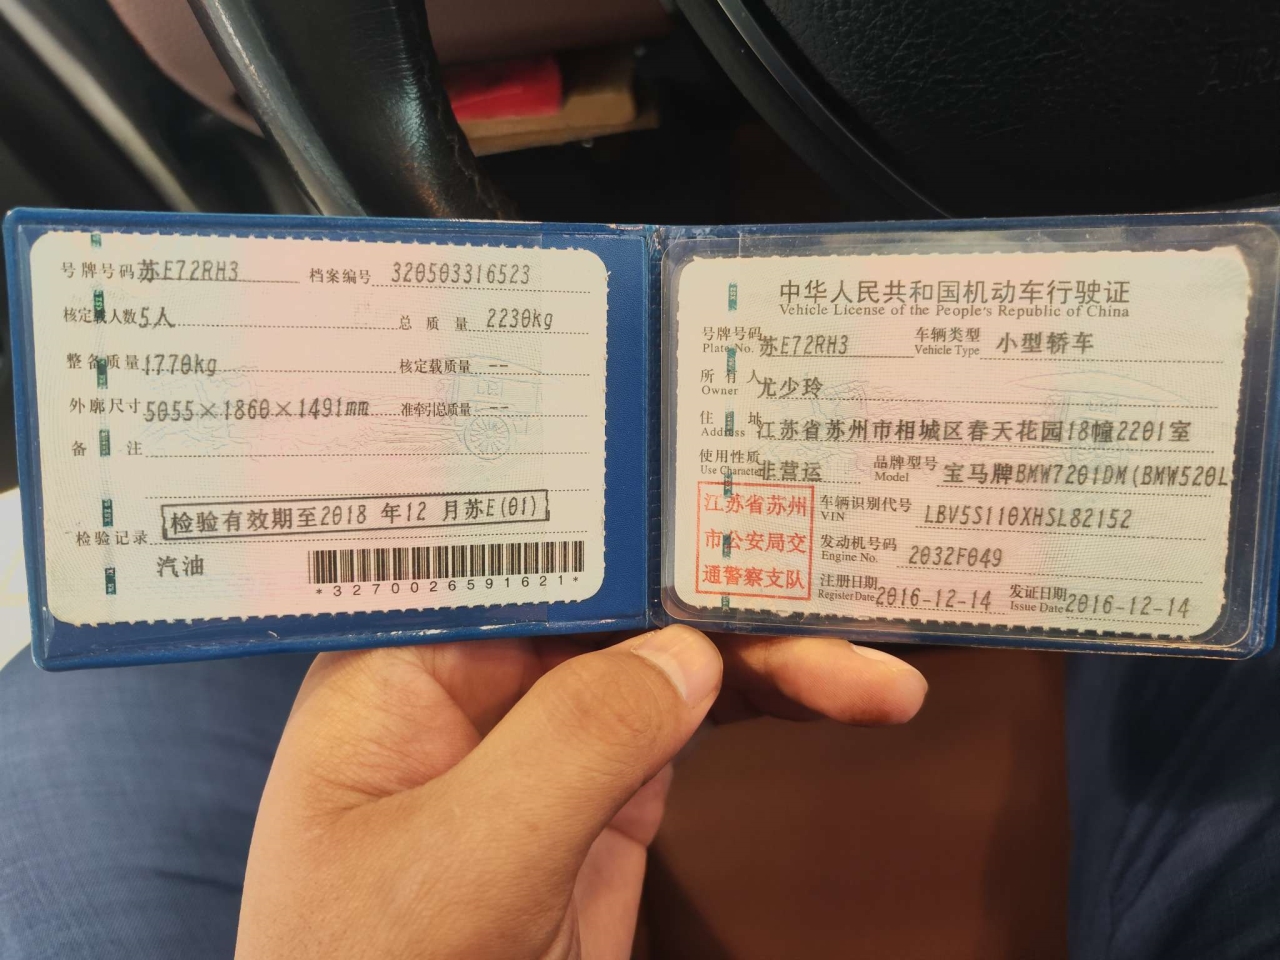 号牌号码 苏E72RH3 档案编号 320503316523
核定载人数 5人 总质量 2230kg
整备质量 1770kg 核定载质量 --
外廓尺寸 5055×1860×1491mm 准牵引总质量 --
备注
检验有效期至2018 年12 月苏E(01)
检验记录
汽油
*3270026591621*
中华人民共和国机动车行驶证
Vehicle License of the People's Republic of China
号牌号码 苏E72RH3 车辆类型 小型轿车
Plate No. Vehicle Type
所有人 尤少玲
Owner
住址 江苏省苏州市相城区春天花园18幢2201室
Address
使用性质 非营运 品牌型号 宝马牌BMW7201DM(BMW520L
Use Character Model
江苏省苏州
市公安局交
通警察支队
车辆识别代号 LBV5S110XHSL82152
VIN
发动机号码 2032F049
Engine No.
注册日期 2016-12-14 发证日期 2016-12-14
Register Date Issue Date